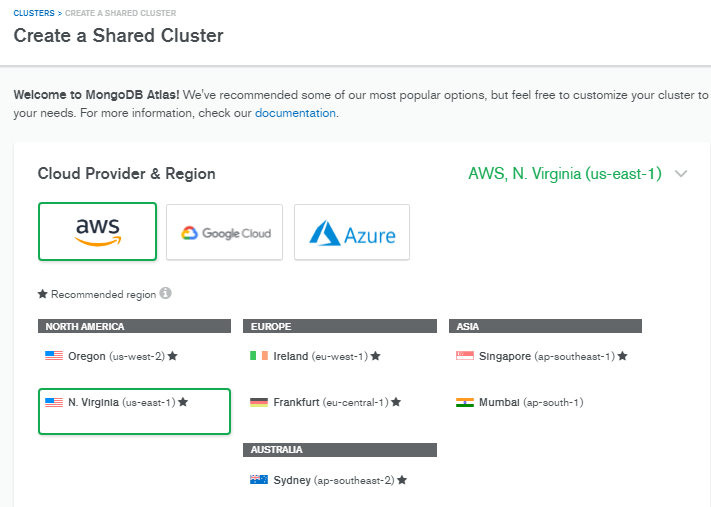 CLUSTERS > CREATE A SHARED CLUSTER
Create a Shared Cluster
Welcome to MongoDB Atlas! We've recommended some of our most popular options, but feel free to customize your cluster to
your needs. For more information, check our documentation.
Cloud Provider & Region
AWS, N. Virginia (us-east-1)
aws
Google Cloud
Azure
★ Recommended region
NORTH AMERICA
Oregon (us-west-2) ★
N. Virginia (us-east-1) ★
EUROPE
Ireland (eu-west-1) ★
Frankfurt (eu-central-1) ★
AUSTRALIA
Sydney (ap-southeast-2) ★
ASIA
Singapore (ap-southeast-1) ★
Mumbai (ap-south-1)